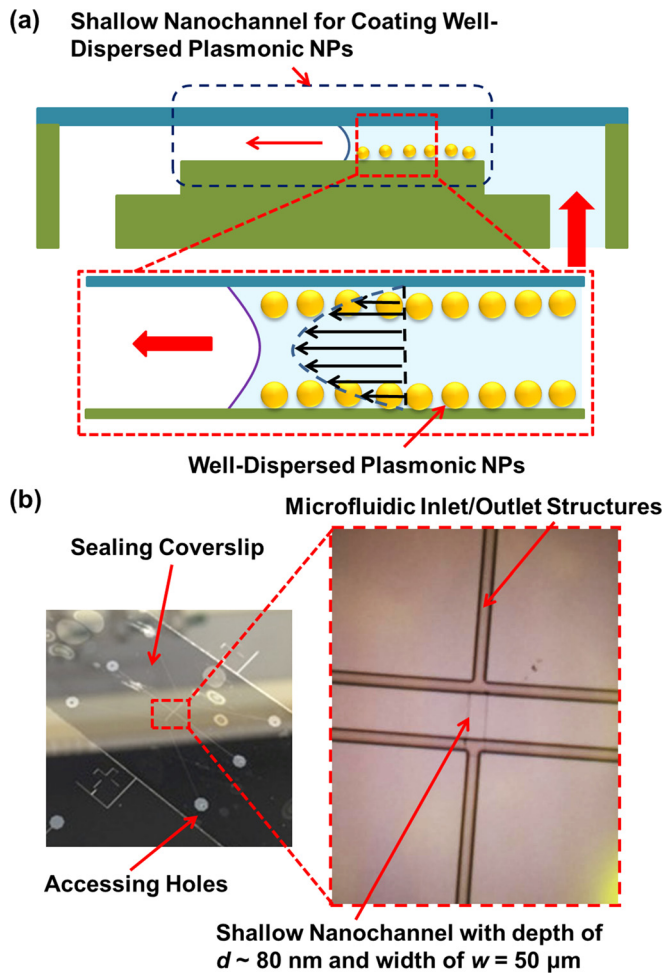 (a)
Shallow Nanochannel for Coating Well-
Dispersed Plasmonic NPs
Well-Dispersed Plasmonic NPs
(b)
Microfluidic Inlet/Outlet Structures
Sealing Coverslip
Accessing Holes
Shallow Nanochannel with depth of
d ~ 80 nm and width of w = 50 μm